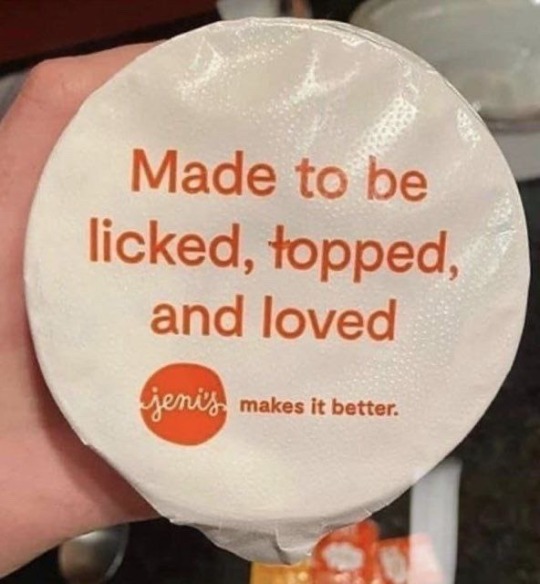 Made to be
licked, topped,
and loved
jeni's makes it better.